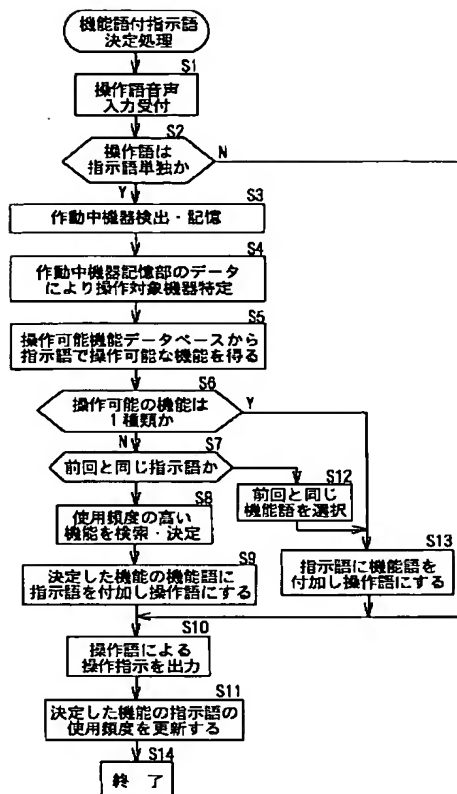 機能語付指示語
決定処理
S1
操作語音声
入力受付
S2
操作語は
指示語単独か
N
Y
S3
作動中機器検出・記憶
S4
作動中機器記憶部のデータ
により操作対象機器特定
S5
操作可能機能データベースから
指示語で操作可能な機能を得る
S6
操作可能の機能は
1種類か
Y
N
S7
前回と同じ指示語か
S12
前回と同じ
機能語を選択
S8
使用頻度の高い
機能を検索・決定
S13
指示語に機能語を
付加し操作語にする
S9
決定した機能の機能語に
指示語を付加し操作語にする
S10
操作語による
操作指示を出力
S11
決定した機能の指示語の
使用頻度を更新する
S14
終 了